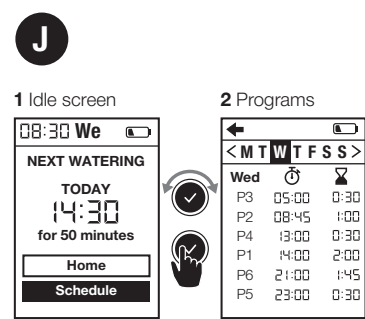 J
1 Idle screen
08:30 We
NEXT WATERING
TODAY
14:30
for 50 minutes
Home
Schedule
2 Programs
< M T W T F S S >
Wed
P3 05:00 0:30
P2 08:45 1:00
P4 13:00 0:30
P1 14:00 2:00
P6 21:00 1:45
P5 23:00 0:30